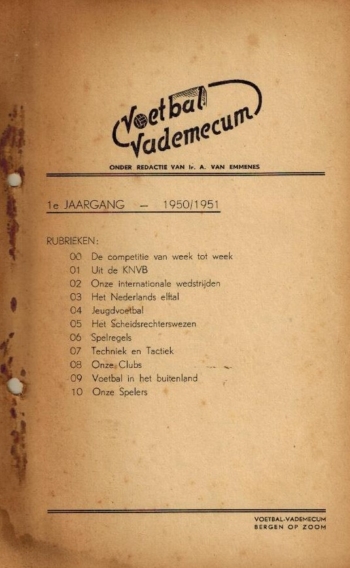 Voetbal
Vademecum
ONDER REDACTIE VAN Ir. A. VAN EMMENES
1e JAARGANG — 1950/1951
RUBRIEKEN:
00 De competitie van week tot week
01 Uit de KNVB
02 Onze internationale wedstrijden
03 Het Nederlands elftal
04 Jeugdvoetbal
05 Het Scheidsrechterswezen
06 Spelregels
07 Techniek en Tactiek
08 Onze Clubs
09 Voetbal in het buitenland
10 Onze Spelers
VOETBAL-VADEMECUM
BERGEN OP ZOOM